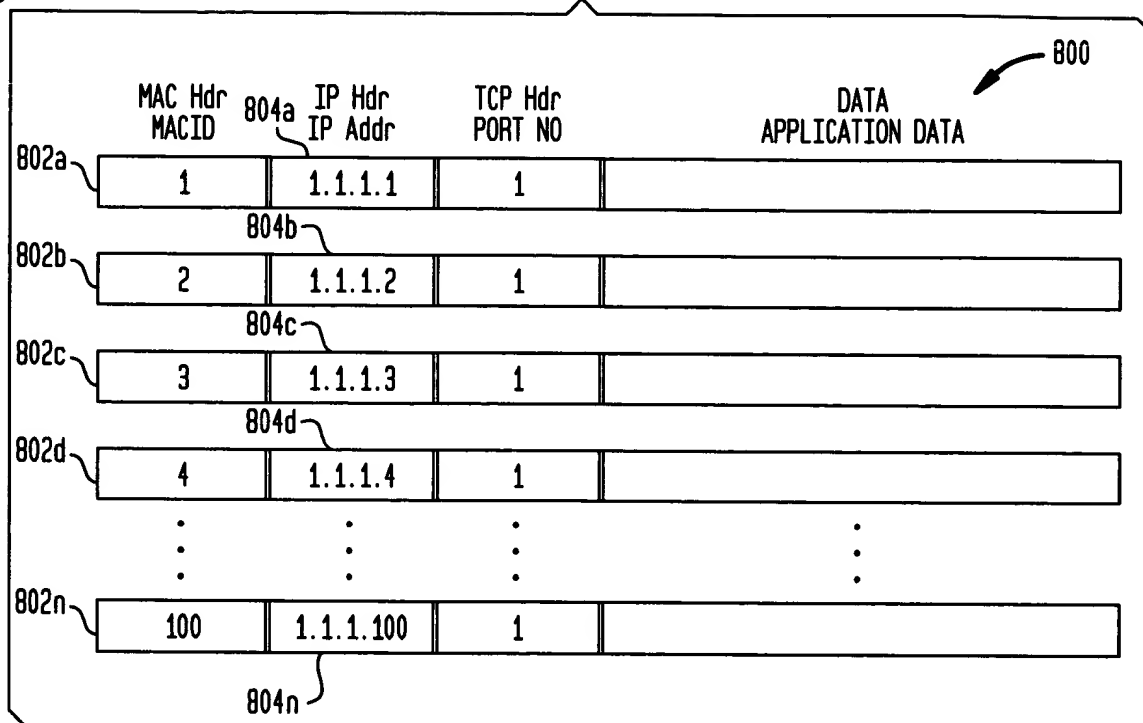 800
MAC Hdr MACID
804a
IP Hdr IP Addr
TCP Hdr PORT NO
DATA APPLICATION DATA
802a
1 1.1.1.1 1
804b
802b
2 1.1.1.2 1
804c
802c
3 1.1.1.3 1
804d
802d
4 1.1.1.4 1
802n
100 1.1.1.100 1
804n